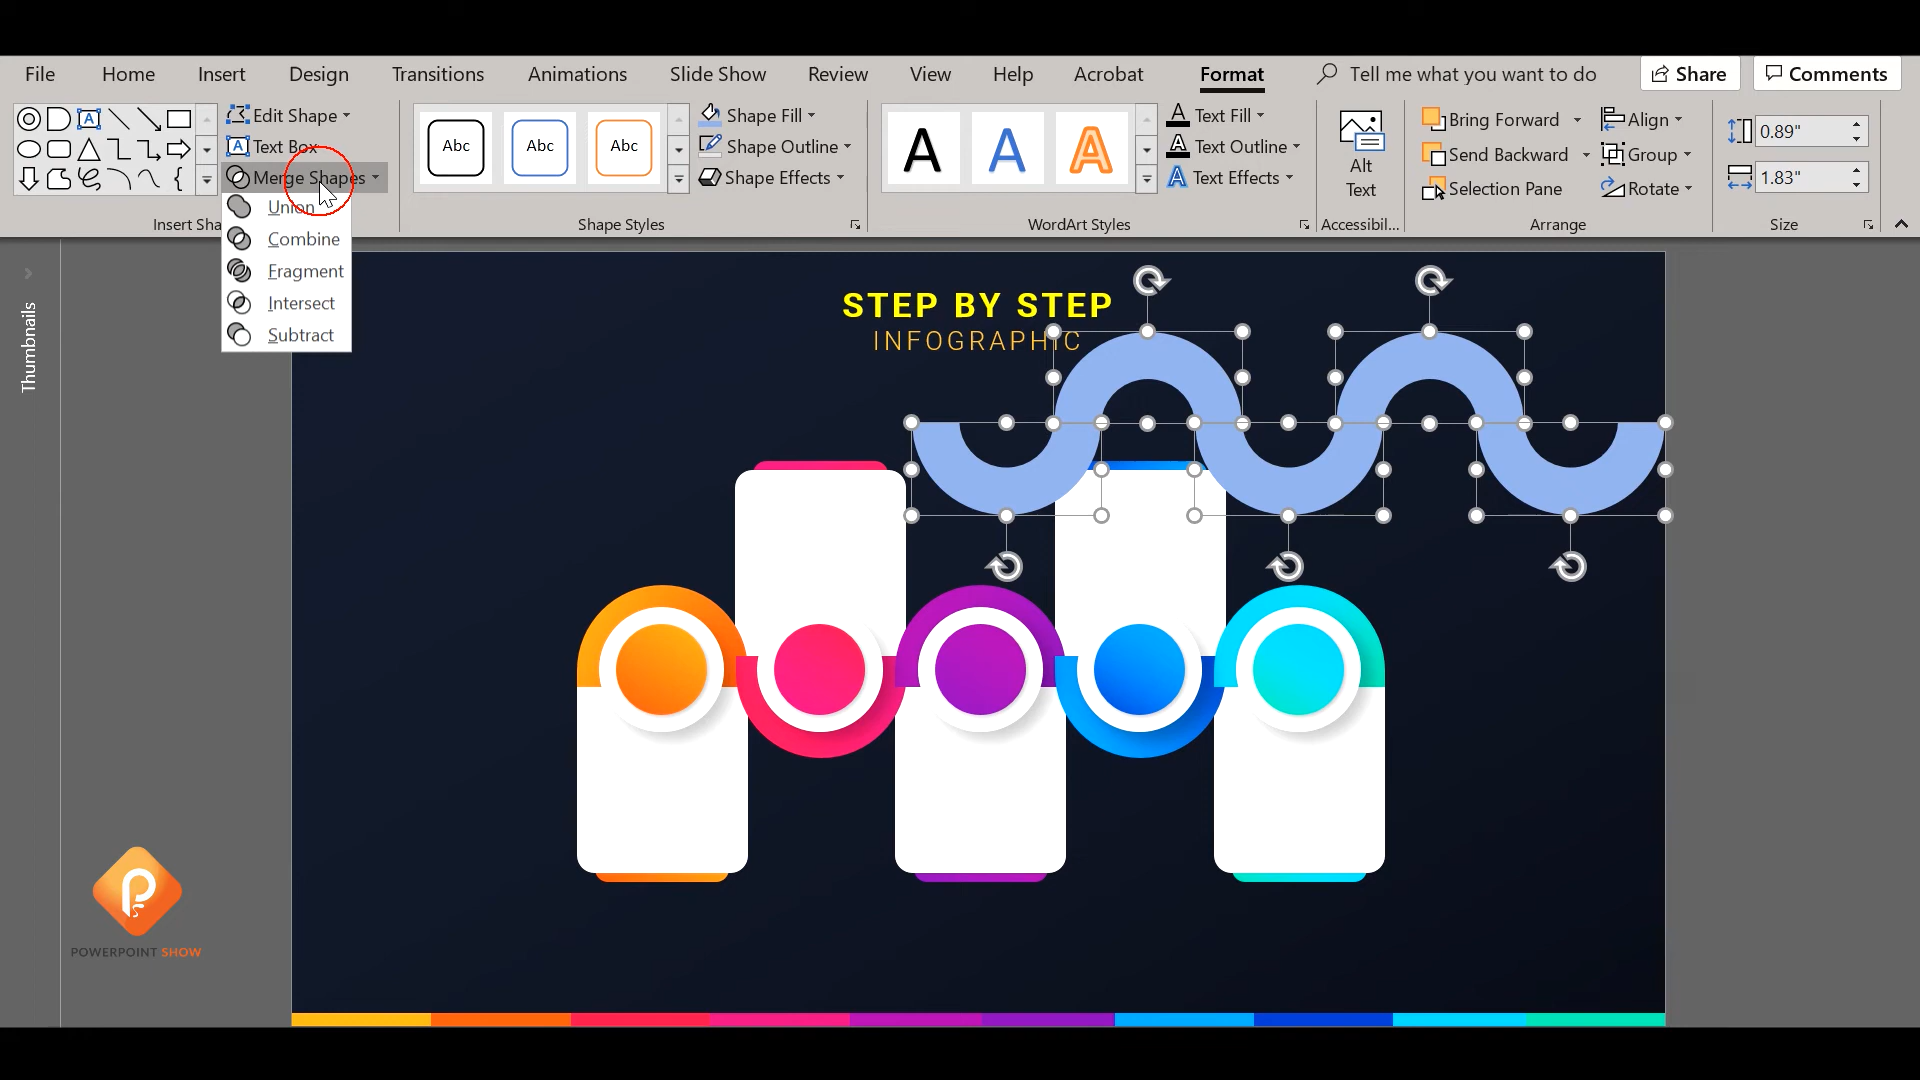 File Home Insert Design Transitions Animations Slide Show Review View Help Acrobat Format Tell me what you want to do Share Comments
Edit Shape
Text Box
Merge Shapes
Union
Combine
Fragment
Intersect
Subtract
Insert Sha
Abc Abc Abc
Shape Fill
Shape Outline
Shape Effects
Shape Styles
A A A
Text Fill
Text Outline
Text Effects
WordArt Styles
Alt
Text
Accessibil...
Bring Forward
Send Backward
Selection Pane
Align
Group
Rotate
Arrange
0.89"
1.83"
Size
Thumbnails
STEP BY STEP
INFOGRAPHIC
POWERPOINT SHOW